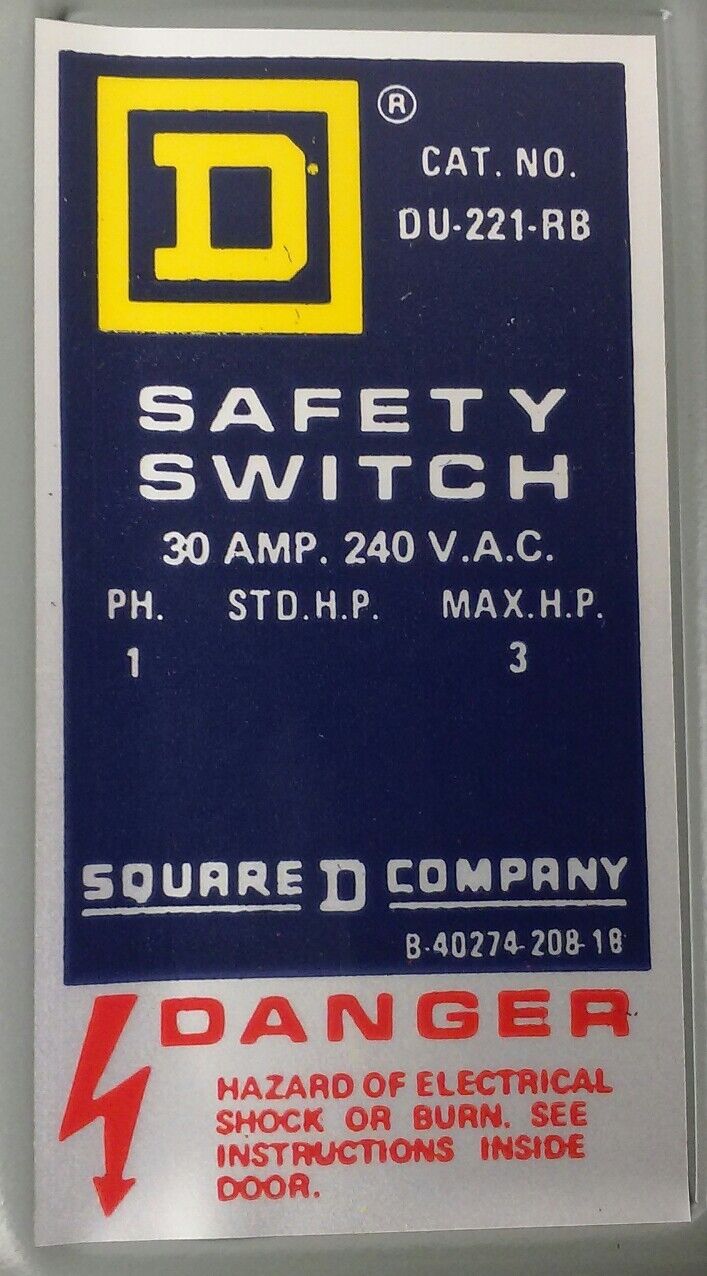 D ®
CAT. NO.
DU-221-RB
SAFETY
SWITCH
30 AMP. 240 V.A.C.
PH. STD.H.P. MAX.H.P.
1 3
SQUARE D COMPANY
B-40274-208-18
DANGER
HAZARD OF ELECTRICAL
SHOCK OR BURN. SEE
INSTRUCTIONS INSIDE
DOOR.